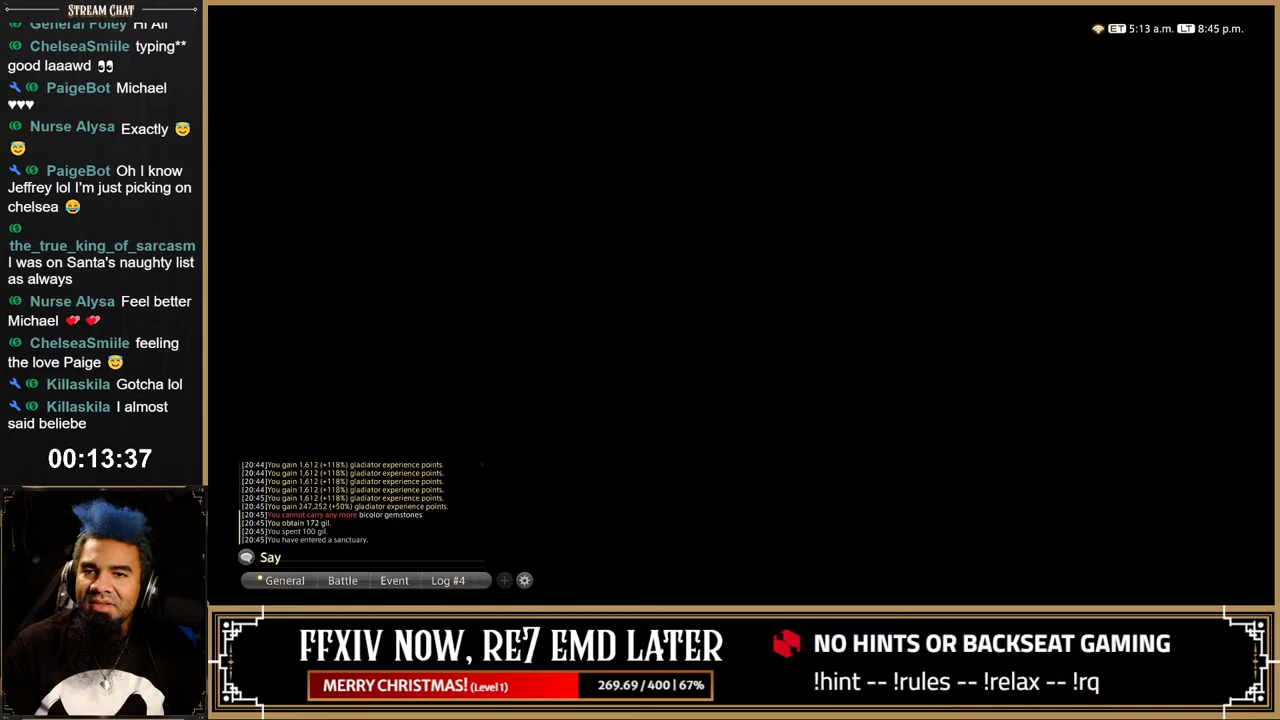 STREAM CHAT
General Foley Hi All
ChelseaSmiile typing**
good laaawd 👀
PaigeBot Michael
♥♥♥
Nurse Alysa Exactly 😇
😇
PaigeBot Oh I know
Jeffrey lol I'm just picking on
chelsea 😂
the_true_king_of_sarcasm
I was on Santa's naughty list
as always
Nurse Alysa Feel better
Michael 💕 💕
ChelseaSmiile feeling
the love Paige 😇
Killaskila Gotcha lol
Killaskila I almost
said beliebe
00:13:37
ET 5:13 a.m. LT 8:45 p.m.
[20:44]You gain 1,612 (+118%) gladiator experience points.
[20:44]You gain 1,612 (+118%) gladiator experience points.
[20:44]You gain 1,612 (+118%) gladiator experience points.
[20:44]You gain 1,612 (+118%) gladiator experience points.
[20:45]You gain 1,612 (+118%) gladiator experience points.
[20:45]You gain 247,252 (+50%) gladiator experience points.
[20:45]You cannot carry any more bicolor gemstones.
[20:45]You obtain 172 gil.
[20:45]You spent 100 gil.
[20:45]You have entered a sanctuary.
Say
General Battle Event Log #4
FFXIV NOW, RE7 EMD LATER
MERRY CHRISTMAS! (Level 1) 269.69 / 400 | 67%
NO HINTS OR BACKSEAT GAMING
!hint -- !rules -- !relax -- !rq